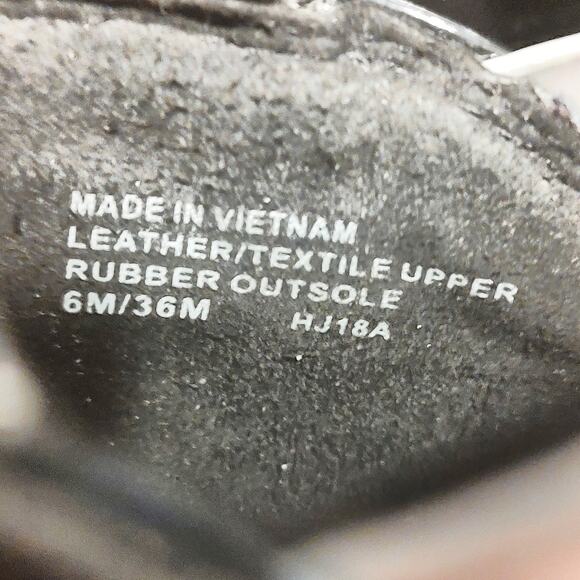 MADE IN VIETNAM
LEATHER/TEXTILE UPPER
RUBBER OUTSOLE
6M/36M HJ18A